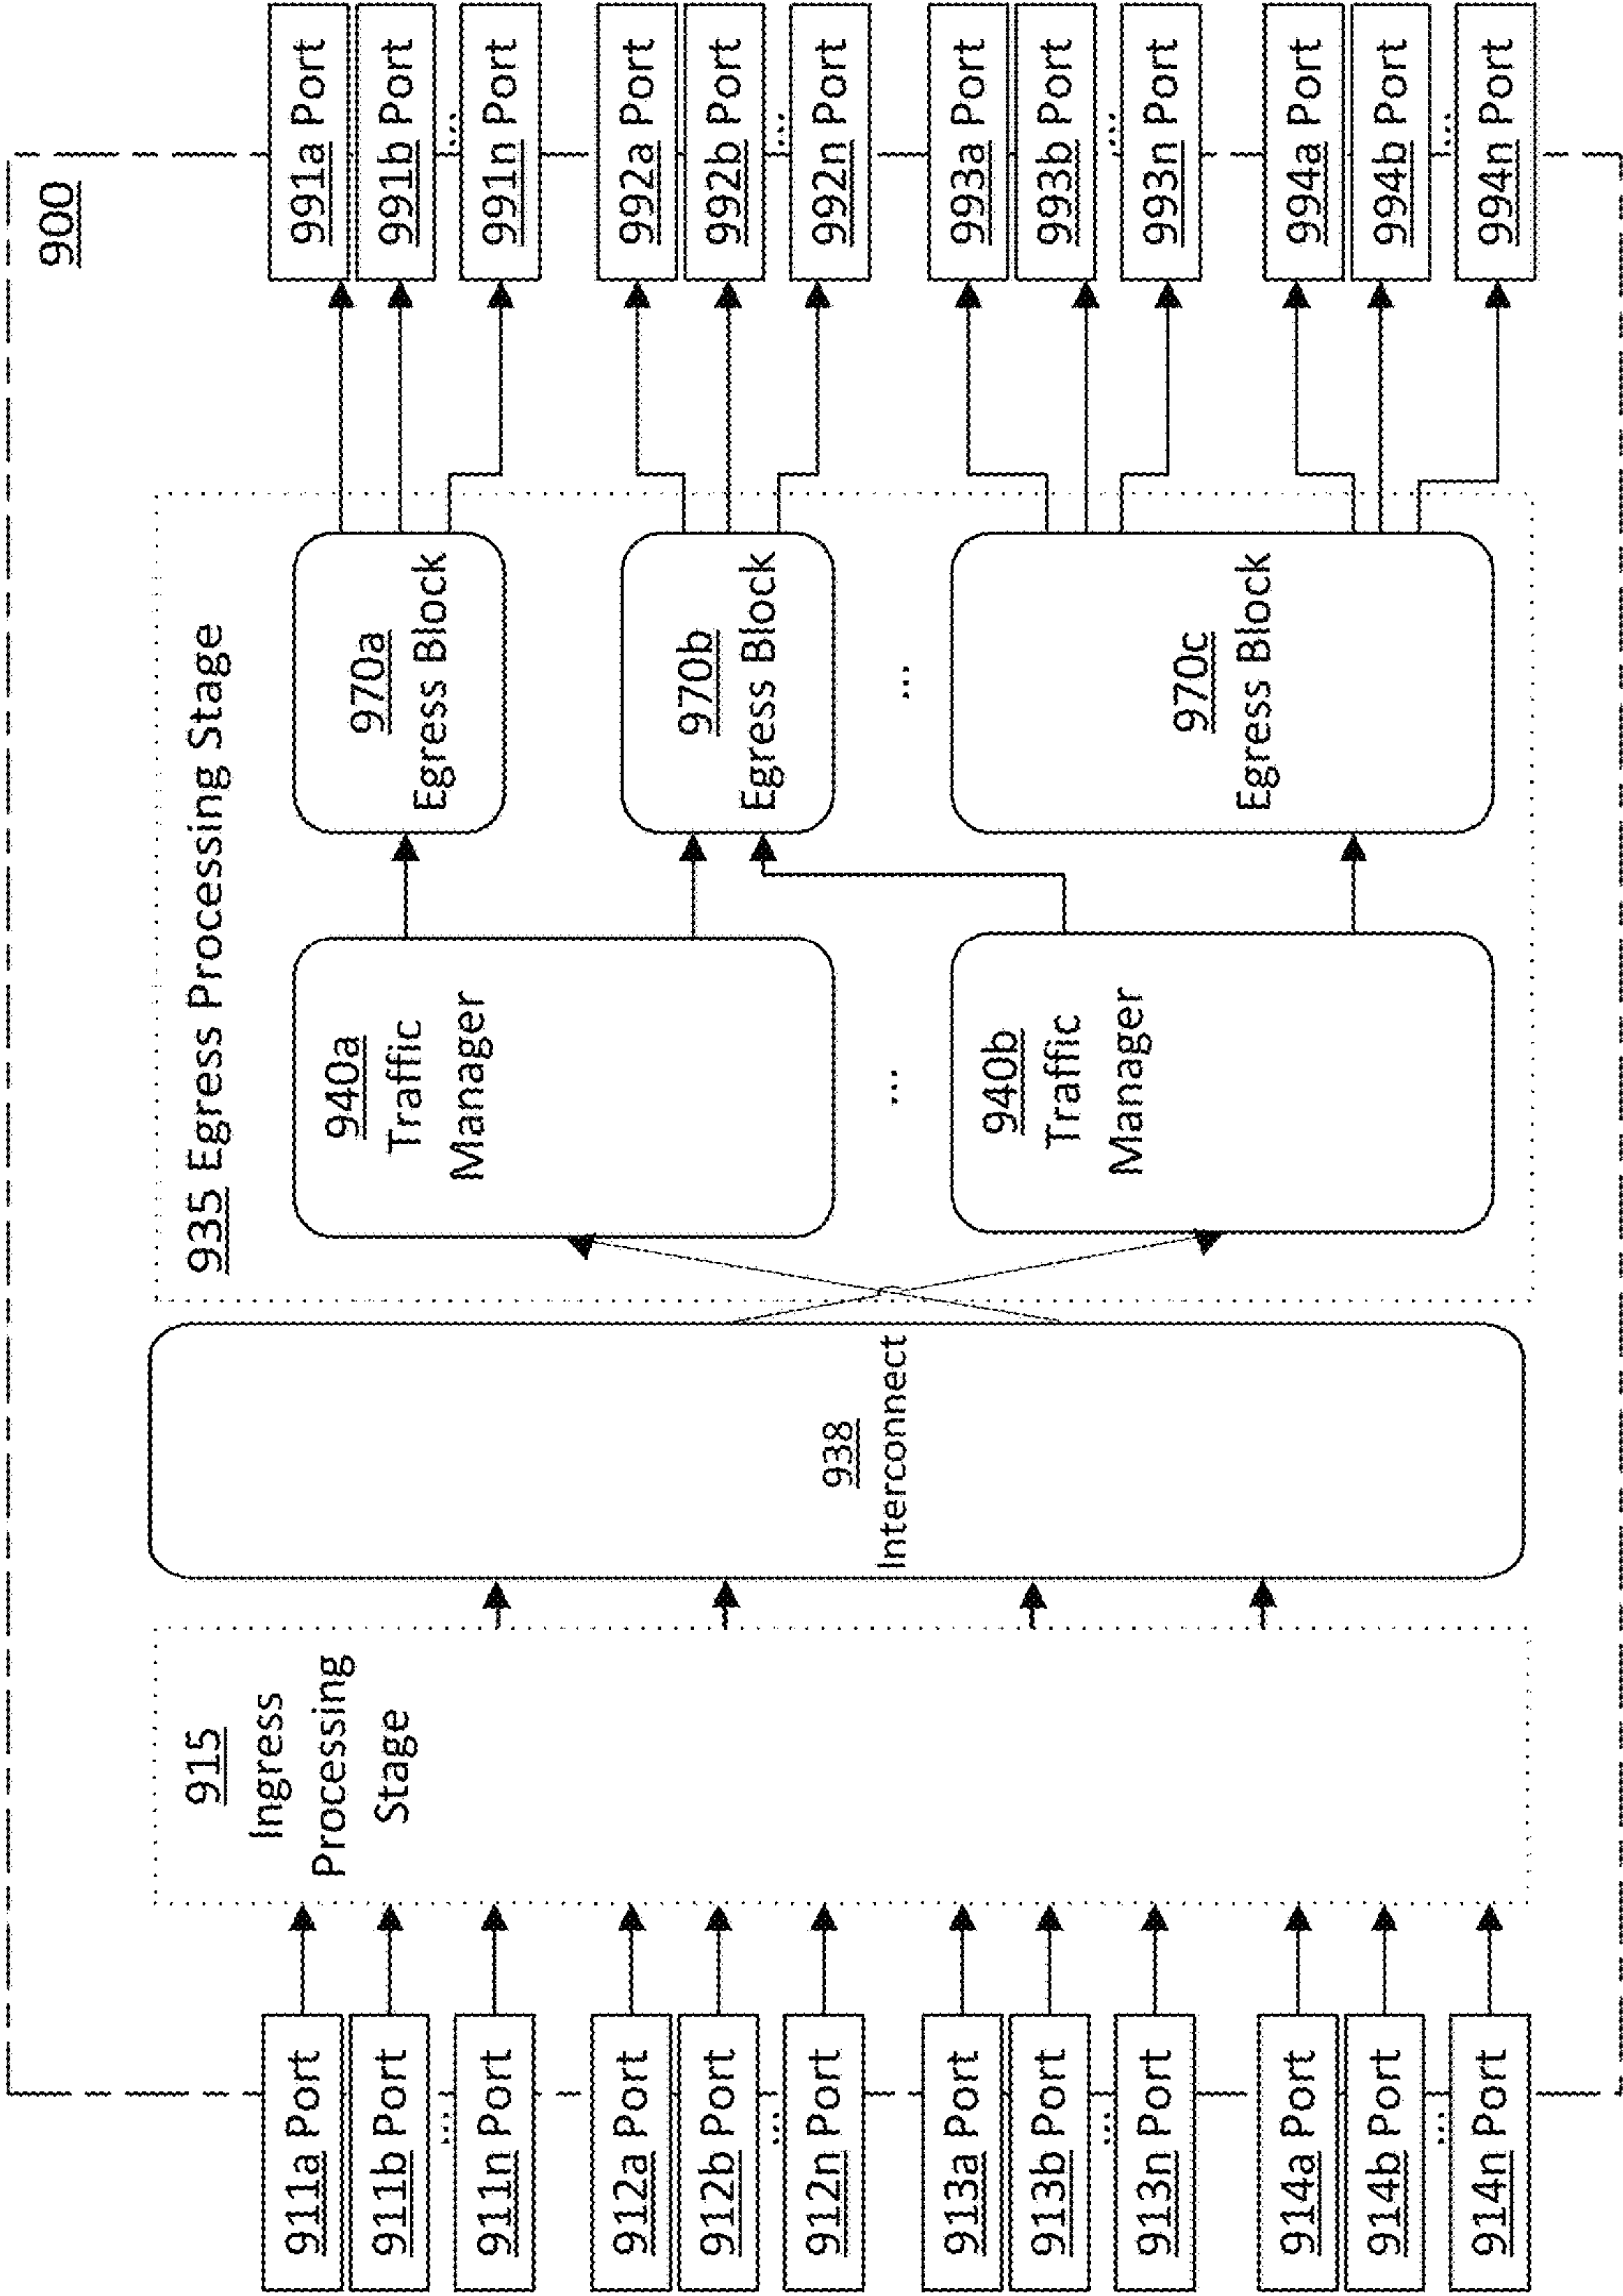 900
911a Port
911b Port
...
911n Port
912a Port
912b Port
...
912n Port
913a Port
913b Port
...
913n Port
914a Port
914b Port
...
914n Port
915
Ingress
Processing
Stage
938
Interconnect
935 Egress Processing Stage
940a
Traffic
Manager
...
940b
Traffic
Manager
970a
Egress Block
970b
Egress Block
...
970c
Egress Block
991a Port
991b Port
...
991n Port
992a Port
992b Port
...
992n Port
993a Port
993b Port
...
993n Port
994a Port
994b Port
...
994n Port